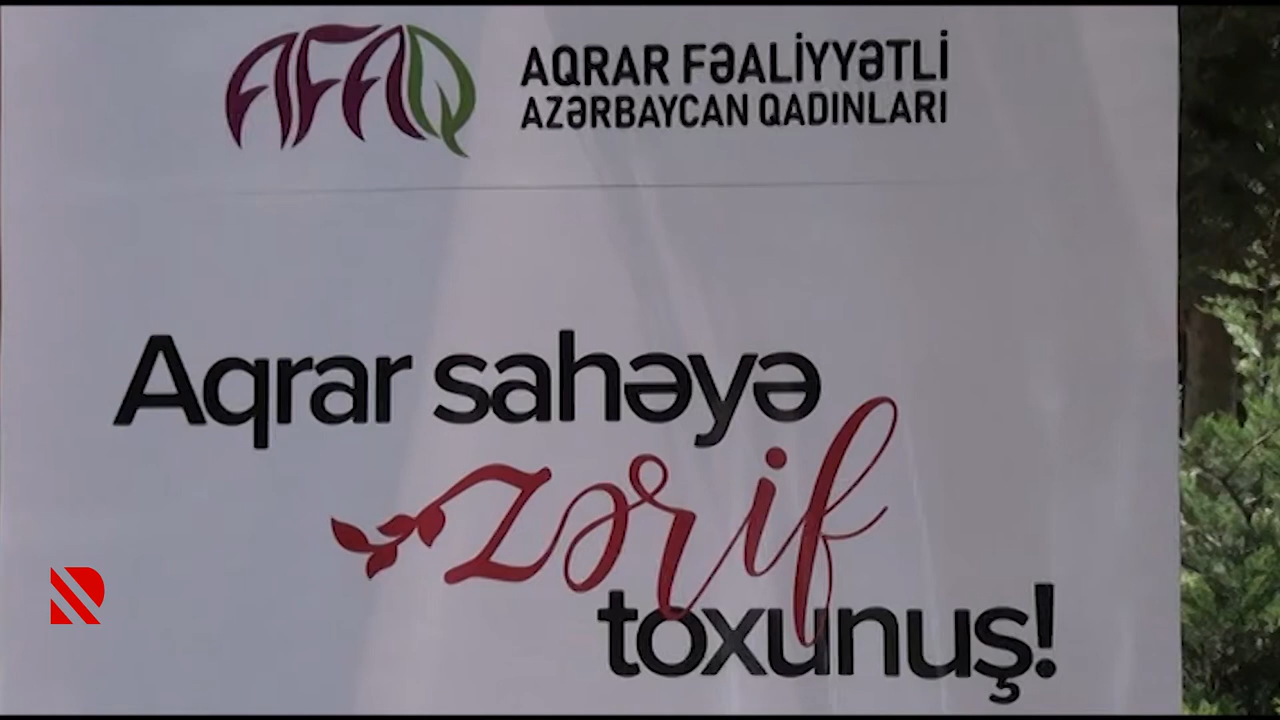 AFAQ
AQRAR FƏALİYYƏTLİ
AZƏRBAYCAN QADINLARI
Aqrar sahəyə
zərif
toxunuş!